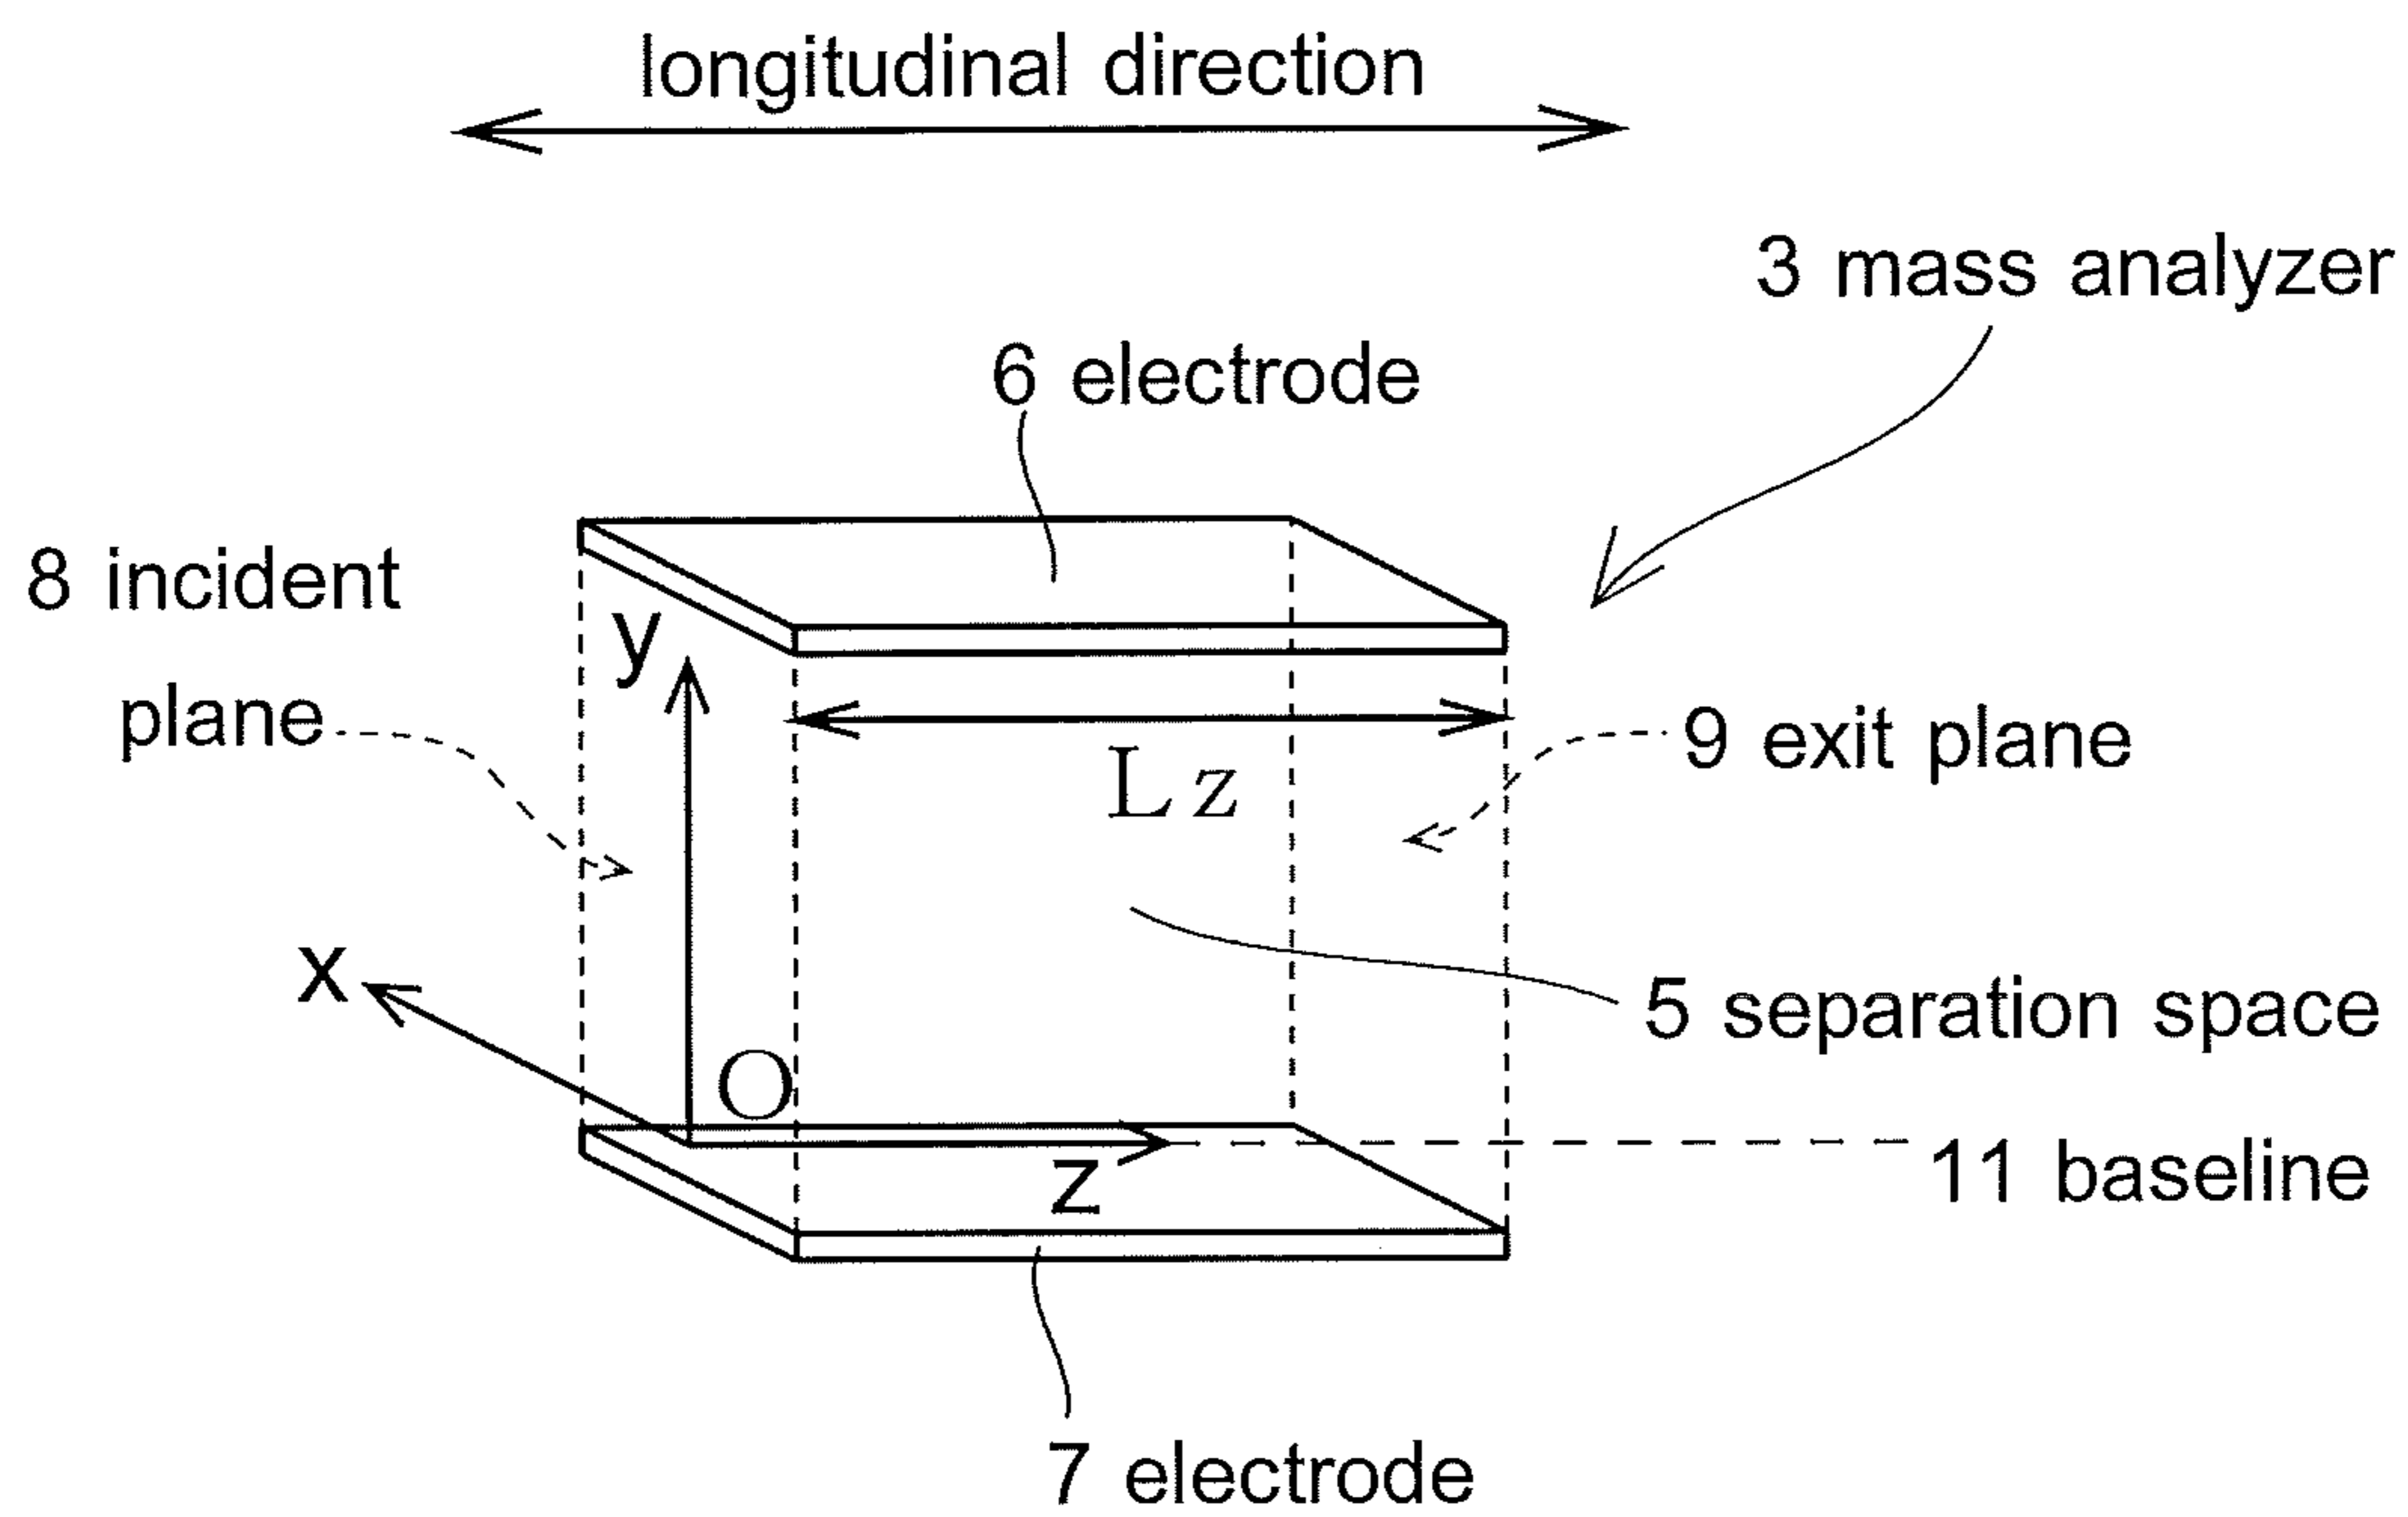 longitudinal direction
3 mass analyzer
6 electrode
8 incident
plane
y
Lz
9 exit plane
x
5 separation space
O
z
11 baseline
7 electrode